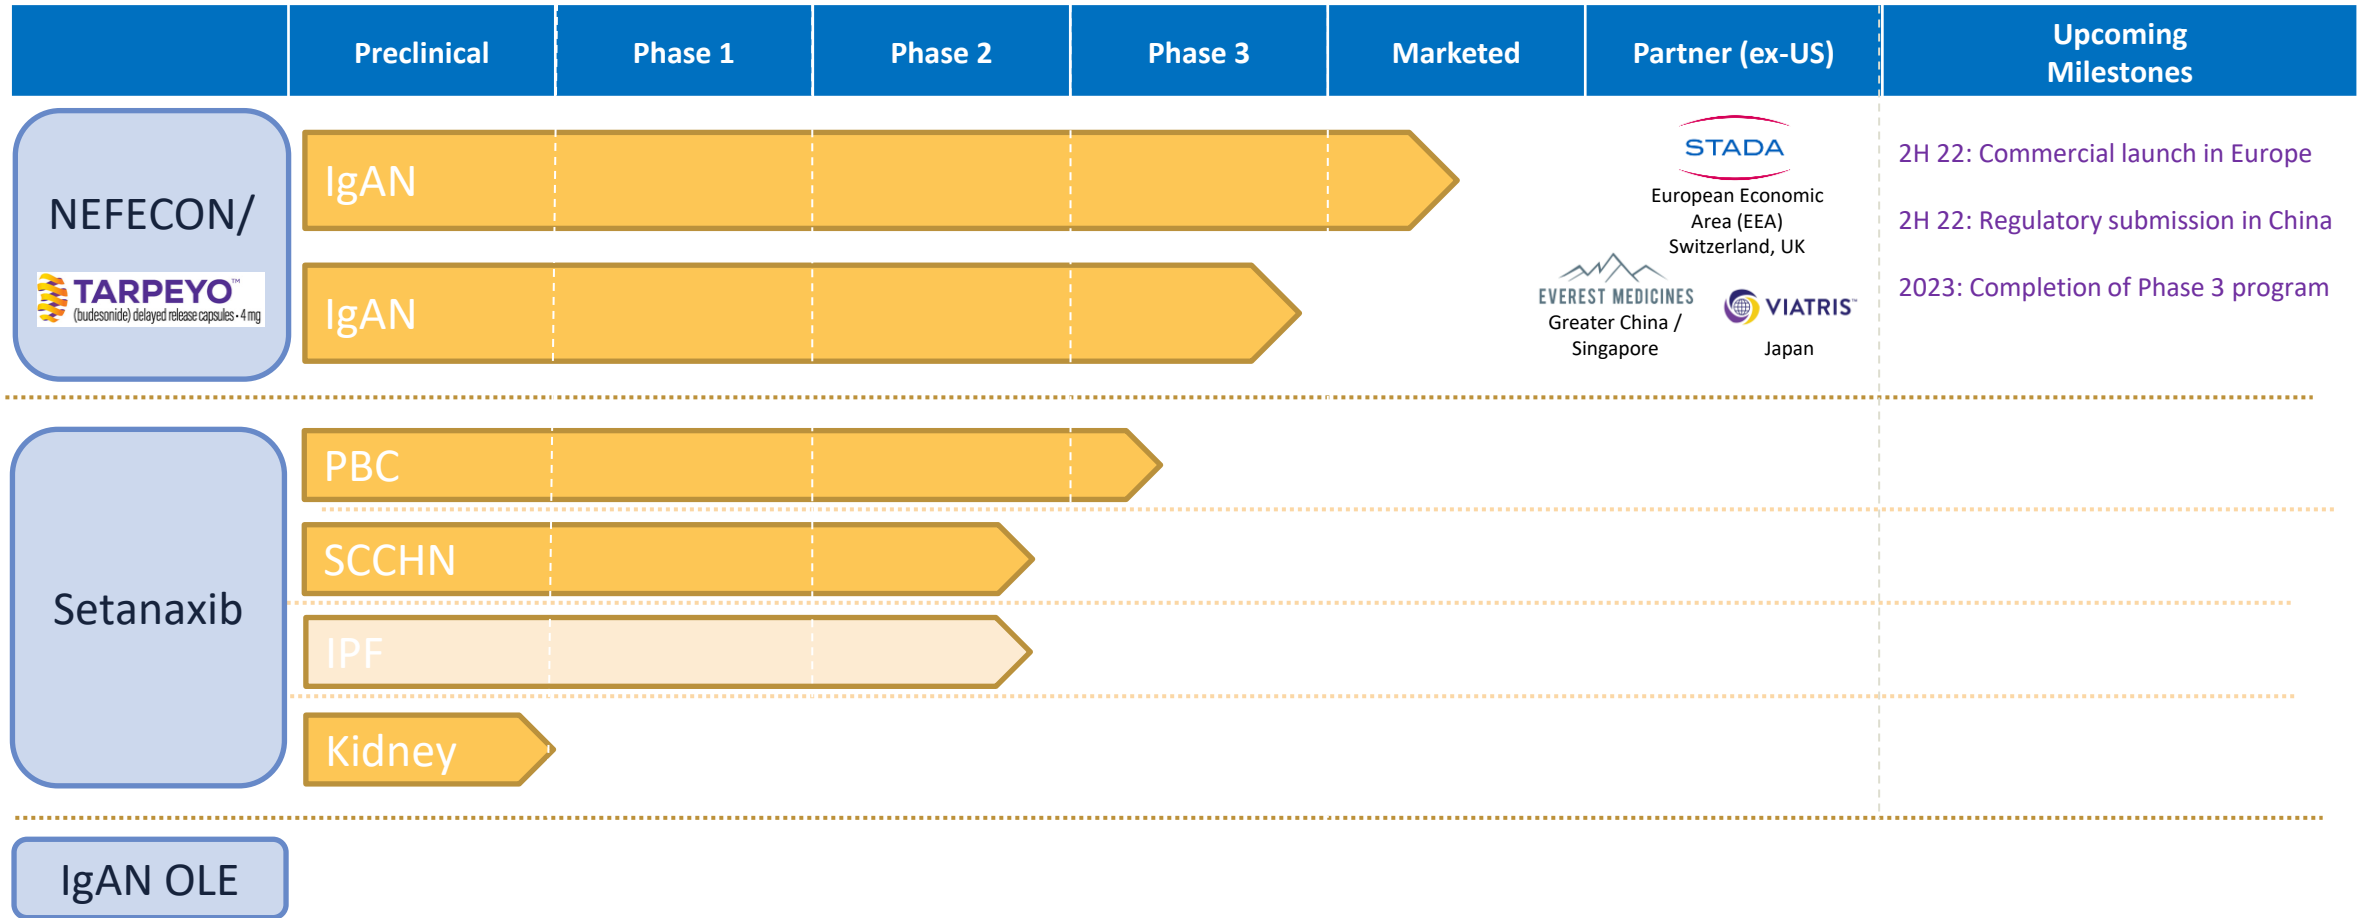 Preclinical
Phase 1
Phase 2
Phase 3
Marketed
Partner (ex-US)
Upcoming
Milestones
NEFECON/
TARPEYO™
(budesonide) delayed release capsules • 4 mg
IgAN
IgAN
STADA
European Economic
Area (EEA)
Switzerland, UK
EVEREST MEDICINES
Greater China /
Singapore
VIATRIS™
Japan
2H 22: Commercial launch in Europe
2H 22: Regulatory submission in China
2023: Completion of Phase 3 program
Setanaxib
PBC
SCCHN
IPF
Kidney
IgAN OLE